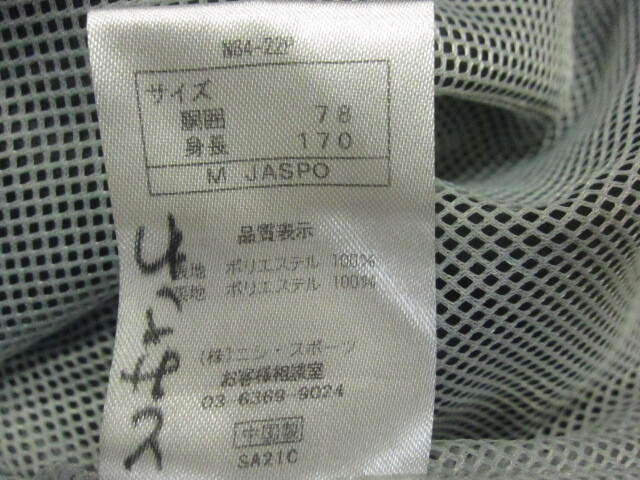 N64-22P
サイズ
胴囲 78
身長 170
M JASPO
品質表示
表地 ポリエステル 100%
裏地 ポリエステル 100%
(株)ニシ・スポーツ
お客様相談室
03-6369-9024
中国製
SA21C